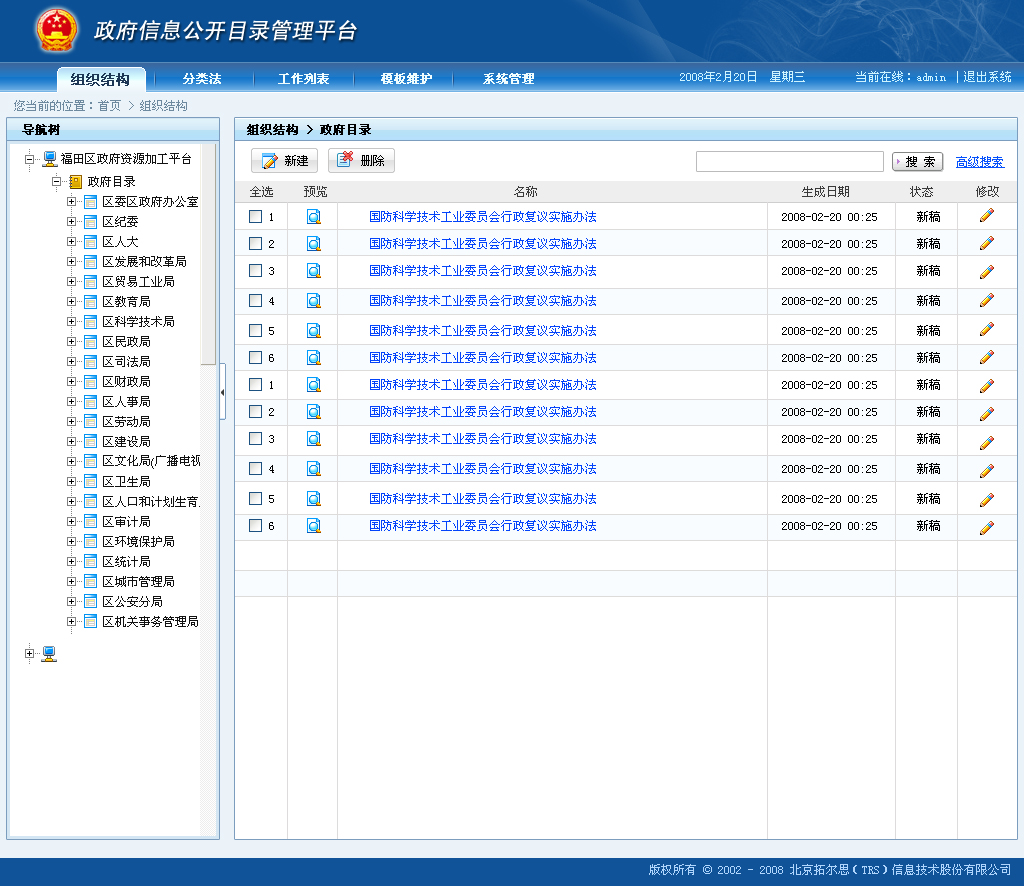 政府信息公开目录管理平台
组织结构 分类法 工作列表 模板维护 系统管理 2008年2月20日 星期三 当前在线：admin | 退出系统
您当前的位置：首页 > 组织结构
导航树
福田区政府资源加工平台
政府目录
区委区政府办公室
区纪委
区人大
区发展和改革局
区贸易工业局
区教育局
区科学技术局
区民政局
区司法局
区财政局
区人事局
区劳动局
区建设局
区文化局(广播电视
区卫生局
区人口和计划生育
区审计局
区环境保护局
区统计局
区城市管理局
区公安分局
区机关事务管理局
组织结构 > 政府目录
新建 删除 搜 索 高级搜索
全选 预览 名称 生成日期 状态 修改
1 国防科学技术工业委员会行政复议实施办法 2008-02-20 00:25 新稿
2 国防科学技术工业委员会行政复议实施办法 2008-02-20 00:25 新稿
3 国防科学技术工业委员会行政复议实施办法 2008-02-20 00:25 新稿
4 国防科学技术工业委员会行政复议实施办法 2008-02-20 00:25 新稿
5 国防科学技术工业委员会行政复议实施办法 2008-02-20 00:25 新稿
6 国防科学技术工业委员会行政复议实施办法 2008-02-20 00:25 新稿
1 国防科学技术工业委员会行政复议实施办法 2008-02-20 00:25 新稿
2 国防科学技术工业委员会行政复议实施办法 2008-02-20 00:25 新稿
3 国防科学技术工业委员会行政复议实施办法 2008-02-20 00:25 新稿
4 国防科学技术工业委员会行政复议实施办法 2008-02-20 00:25 新稿
5 国防科学技术工业委员会行政复议实施办法 2008-02-20 00:25 新稿
6 国防科学技术工业委员会行政复议实施办法 2008-02-20 00:25 新稿
版权所有 © 2002 - 2008 北京拓尔思（TRS）信息技术股份有限公司